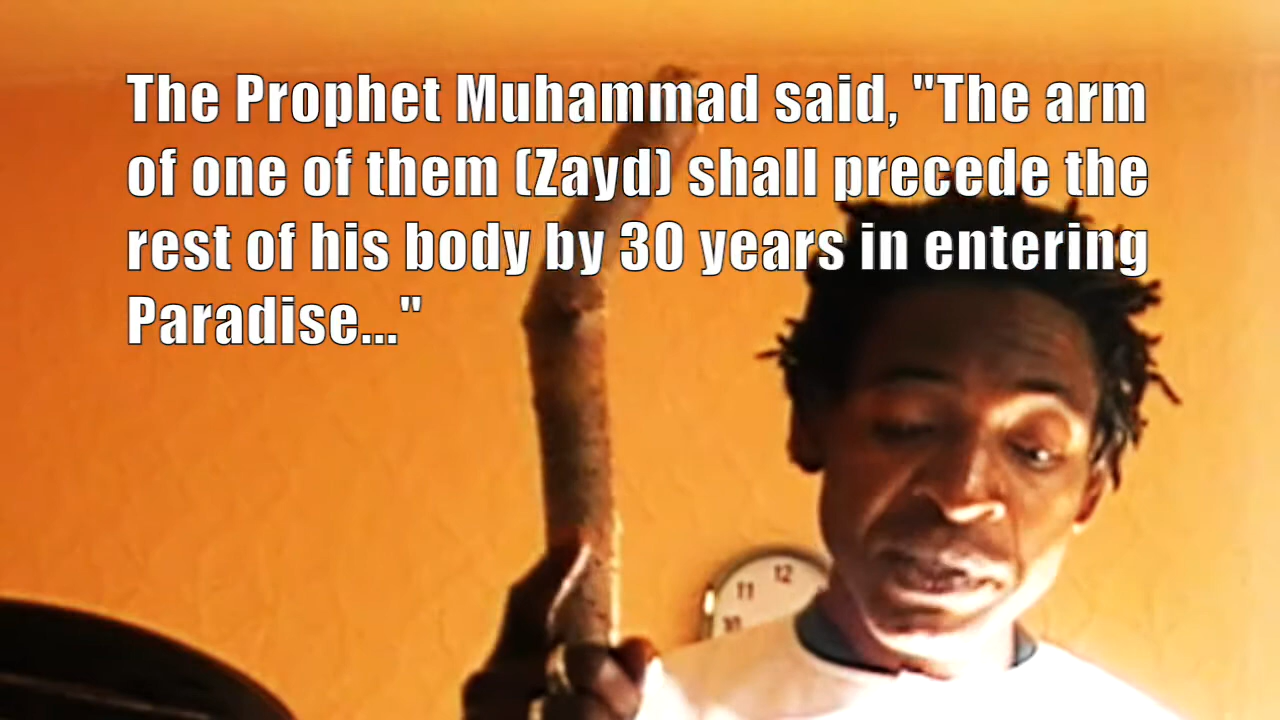 The Prophet Muhammad said, "The arm
of one of them (Zayd) shall precede the
rest of his body by 30 years in entering
Paradise..."
11 12
10